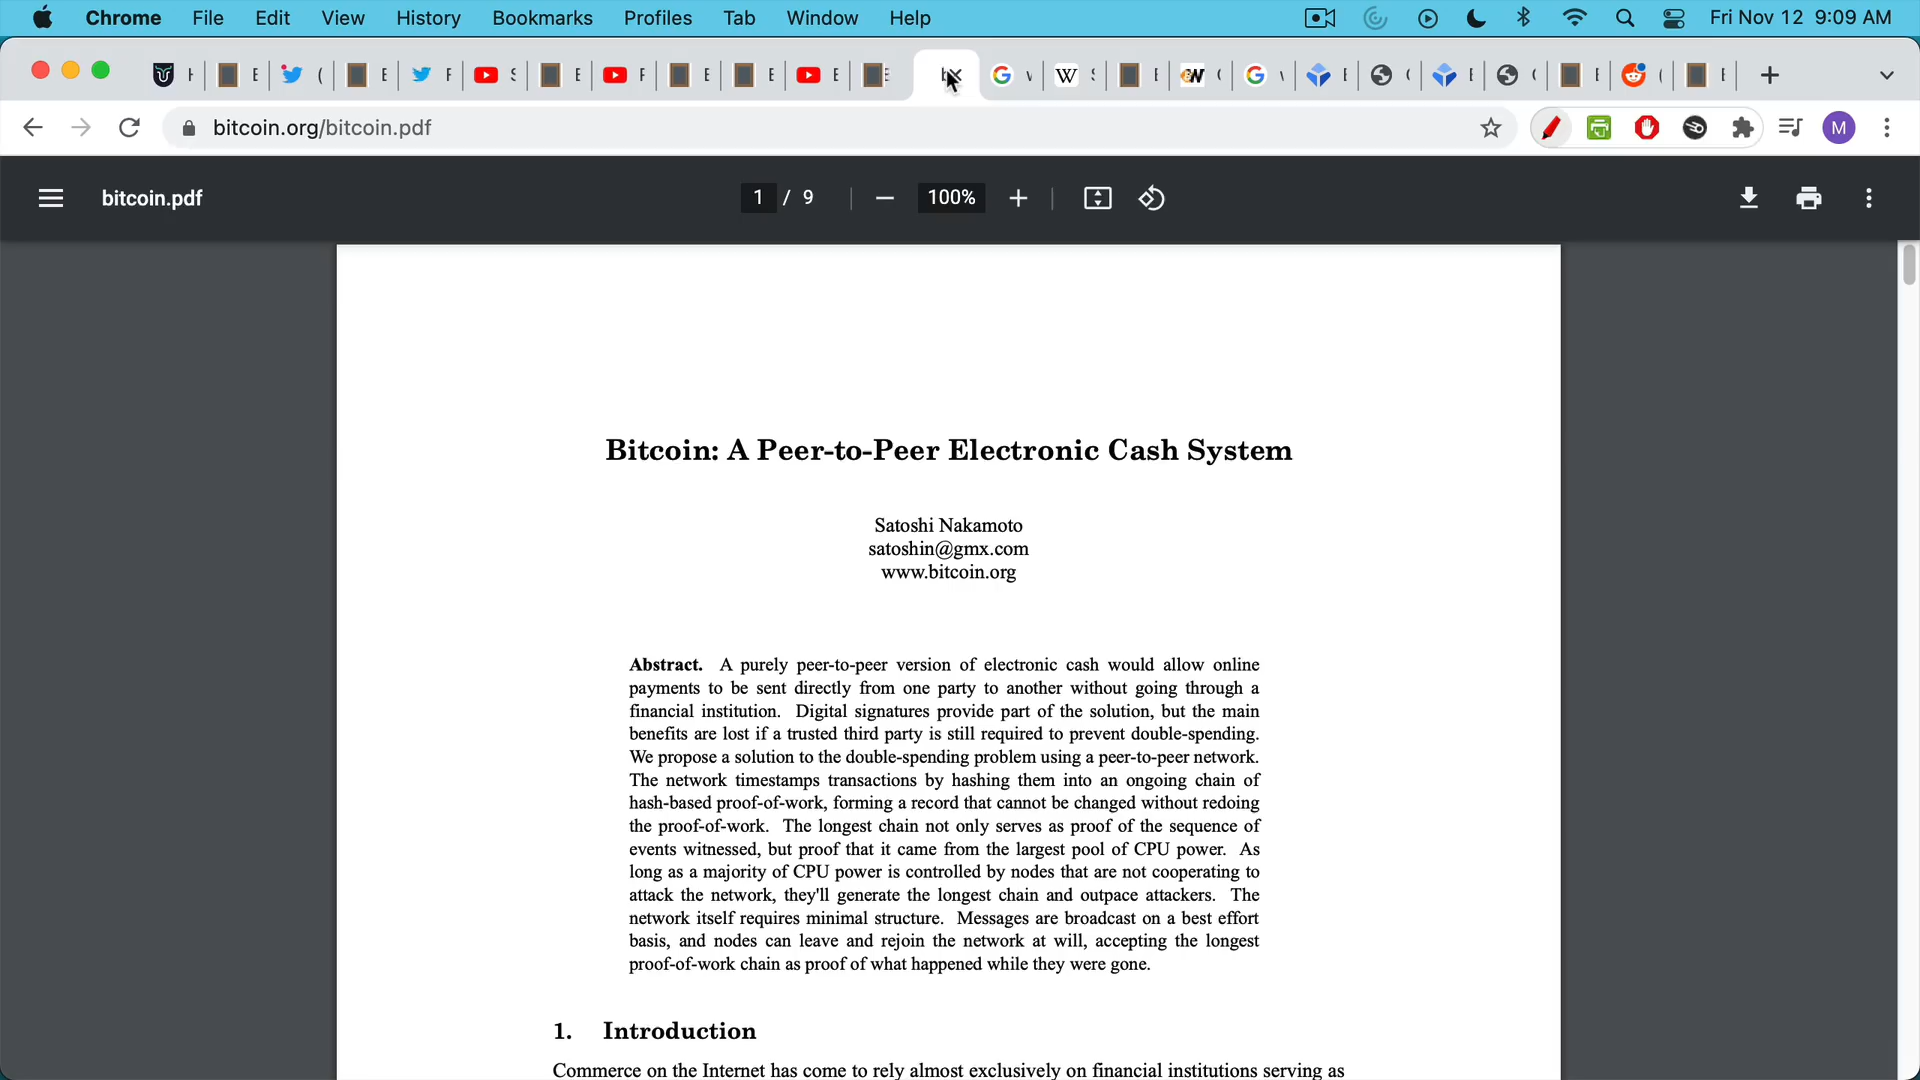 Chrome File Edit View History Bookmarks Profiles Tab Window Help Fri Nov 12 9:09 AM
bitcoin.org/bitcoin.pdf M
bitcoin.pdf 1 / 9 100%
Bitcoin: A Peer-to-Peer Electronic Cash System
Satoshi Nakamoto
satoshin@gmx.com
www.bitcoin.org
Abstract. A purely peer-to-peer version of electronic cash would allow online
payments to be sent directly from one party to another without going through a
financial institution. Digital signatures provide part of the solution, but the main
benefits are lost if a trusted third party is still required to prevent double-spending.
We propose a solution to the double-spending problem using a peer-to-peer network.
The network timestamps transactions by hashing them into an ongoing chain of
hash-based proof-of-work, forming a record that cannot be changed without redoing
the proof-of-work. The longest chain not only serves as proof of the sequence of
events witnessed, but proof that it came from the largest pool of CPU power. As
long as a majority of CPU power is controlled by nodes that are not cooperating to
attack the network, they'll generate the longest chain and outpace attackers. The
network itself requires minimal structure. Messages are broadcast on a best effort
basis, and nodes can leave and rejoin the network at will, accepting the longest
proof-of-work chain as proof of what happened while they were gone.
1. Introduction
Commerce on the Internet has come to rely almost exclusively on financial institutions serving as